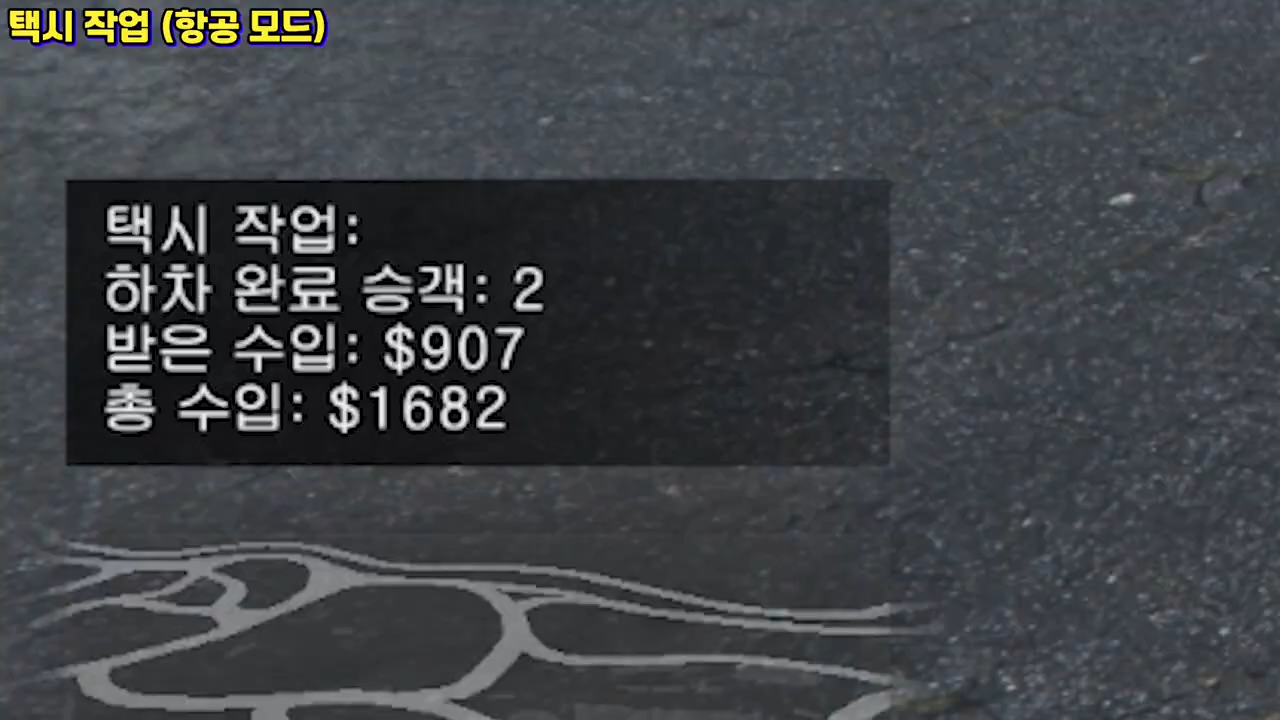 택시 작업 (항공 모드)
택시 작업:
하차 완료 승객: 2
받은 수입: $907
총 수입: $1682